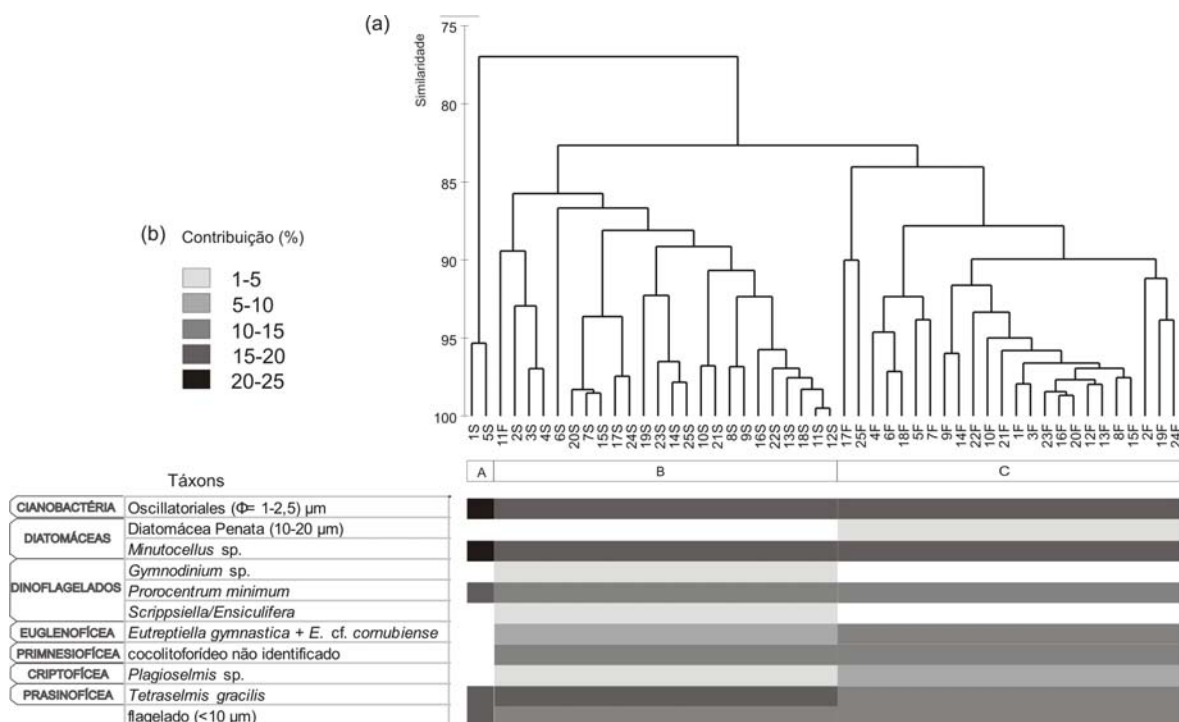 (a)
Similaridade
75
80
85
90
95
100
1S 5S 11F 2S 3S 4S 6S 20S 7S 15S 17S 24S 19S 23S 14S 25S 10S 21S 8S 9S 16S 22S 13S 18S 11S 12S 17F 25F 4F 6F 18F 5F 7F 9F 14F 22F 10F 21F 1F 3F 23F 16F 20F 12F 13F 8F 15F 2F 19F 24F
A B C
(b) Contribuição (%)
1-5
5-10
10-15
15-20
20-25
Táxons
CIANOBACTÉRIA Oscillatoriales (Φ= 1-2,5) µm
DIATOMÁCEAS Diatomácea Penata (10-20 µm)
Minutocellus sp.
DINOFLAGELADOS Gymnodinium sp.
Prorocentrum minimum
Scrippsiella/Ensiculifera
EUGLENOFÍCEA Eutreptiella gymnastica + E. cf. cornubiense
PRIMNESIOFÍCEA cocolitoforídeo não identificado
CRIPTOFÍCEA Plagioselmis sp.
PRASINOFÍCEA Tetraselmis gracilis
flagelado (<10 µm)